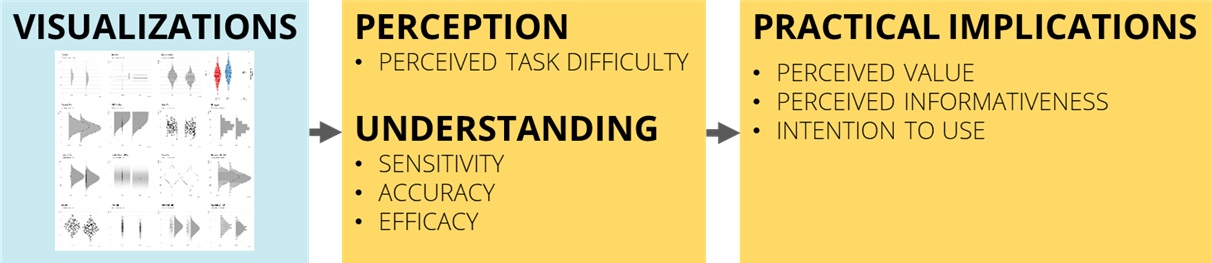 VISUALIZATIONS
PERCEPTION
• PERCEIVED TASK DIFFICULTY
UNDERSTANDING
• SENSITIVITY
• ACCURACY
• EFFICACY
PRACTICAL IMPLICATIONS
• PERCEIVED VALUE
• PERCEIVED INFORMATIVENESS
• INTENTION TO USE